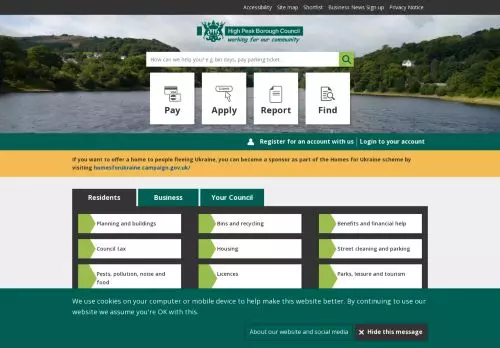 Accessibility Site map Shortlist Business News Sign up Privacy Notice
High Peak Borough Council
working for our community
How can we help you? e.g. bin days, pay parking ticket...
Pay Apply Report Find
Register for an account with us Login to your account
If you want to offer a home to people fleeing Ukraine, you can become a sponsor as part of the Homes for Ukraine scheme by
visiting homesforukraine.campaign.gov.uk/
Residents Business Your Council
Planning and buildings Bins and recycling Benefits and financial help
Council tax Housing Street cleaning and parking
Pests, pollution, noise and
food
Licences Parks, leisure and tourism
We use cookies on your computer or mobile device to help make this website better. By continuing to use our
website we assume you're OK with this.
About our website and social media Hide this message